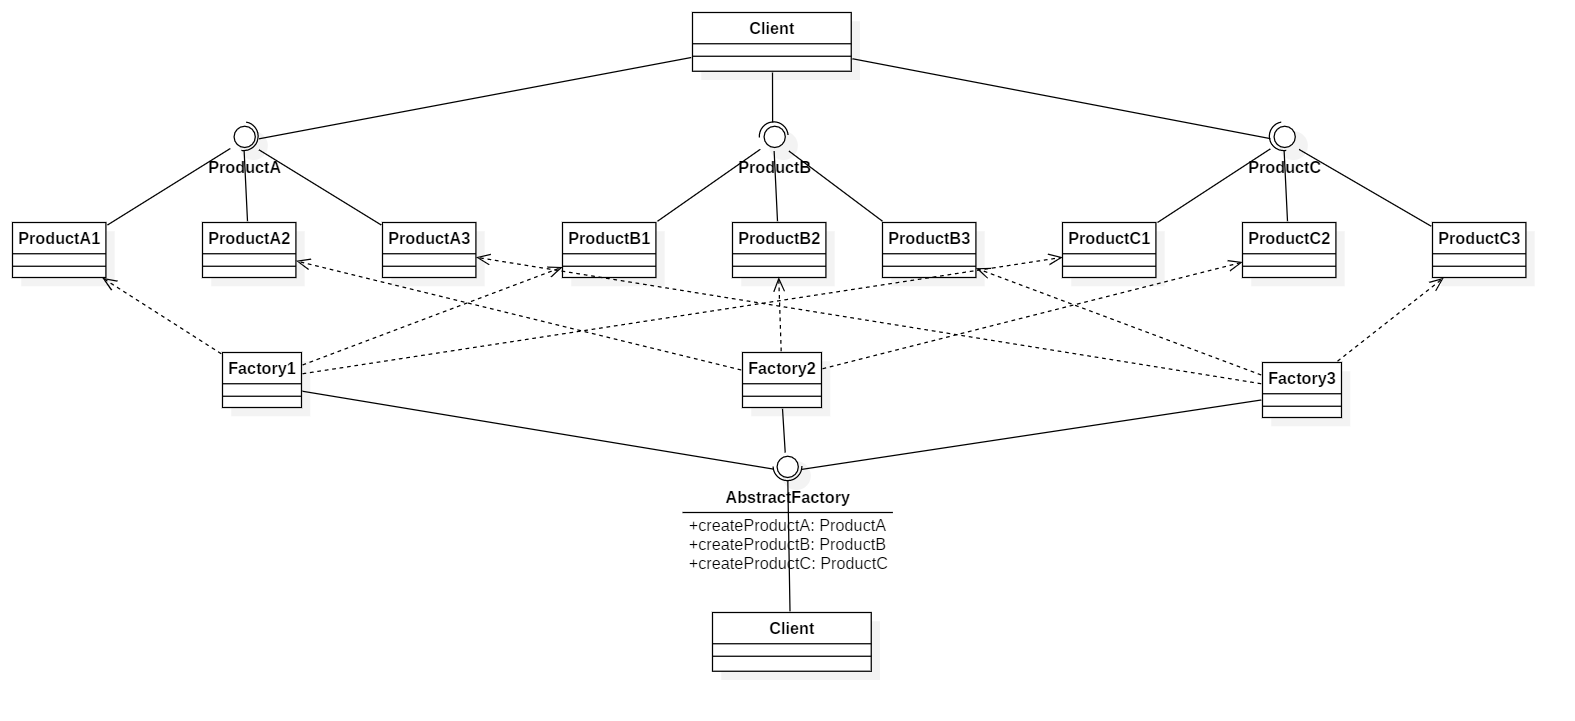 Client
ProductA
ProductB
ProductC
ProductA1
ProductA2
ProductA3
ProductB1
ProductB2
ProductB3
ProductC1
ProductC2
ProductC3
Factory1
Factory2
Factory3
AbstractFactory
+createProductA: ProductA
+createProductB: ProductB
+createProductC: ProductC
Client